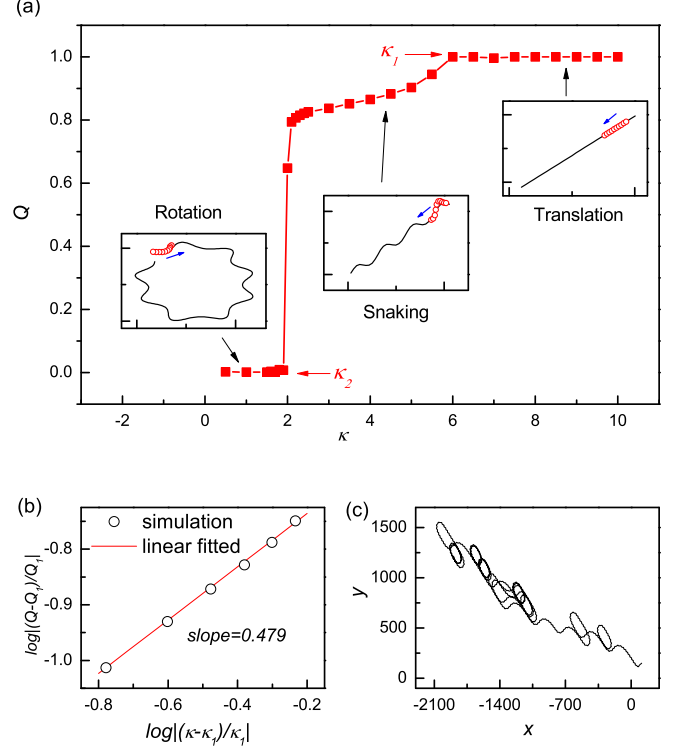 (a)
1.0
0.8
0.6
0.4
0.2
0.0
Q
κ1
Rotation
Snaking
Translation
κ2
-2 0 2 4 6 8 10
κ
(b)
simulation
linear fitted
slope=0.479
-0.8
-0.9
-1.0
log|(Q-Q1)/Q1|
-0.8 -0.6 -0.4 -0.2
log|(κ-κ1)/κ1|
(c)
1500
1000
500
0
y
-2100 -1400 -700 0
x